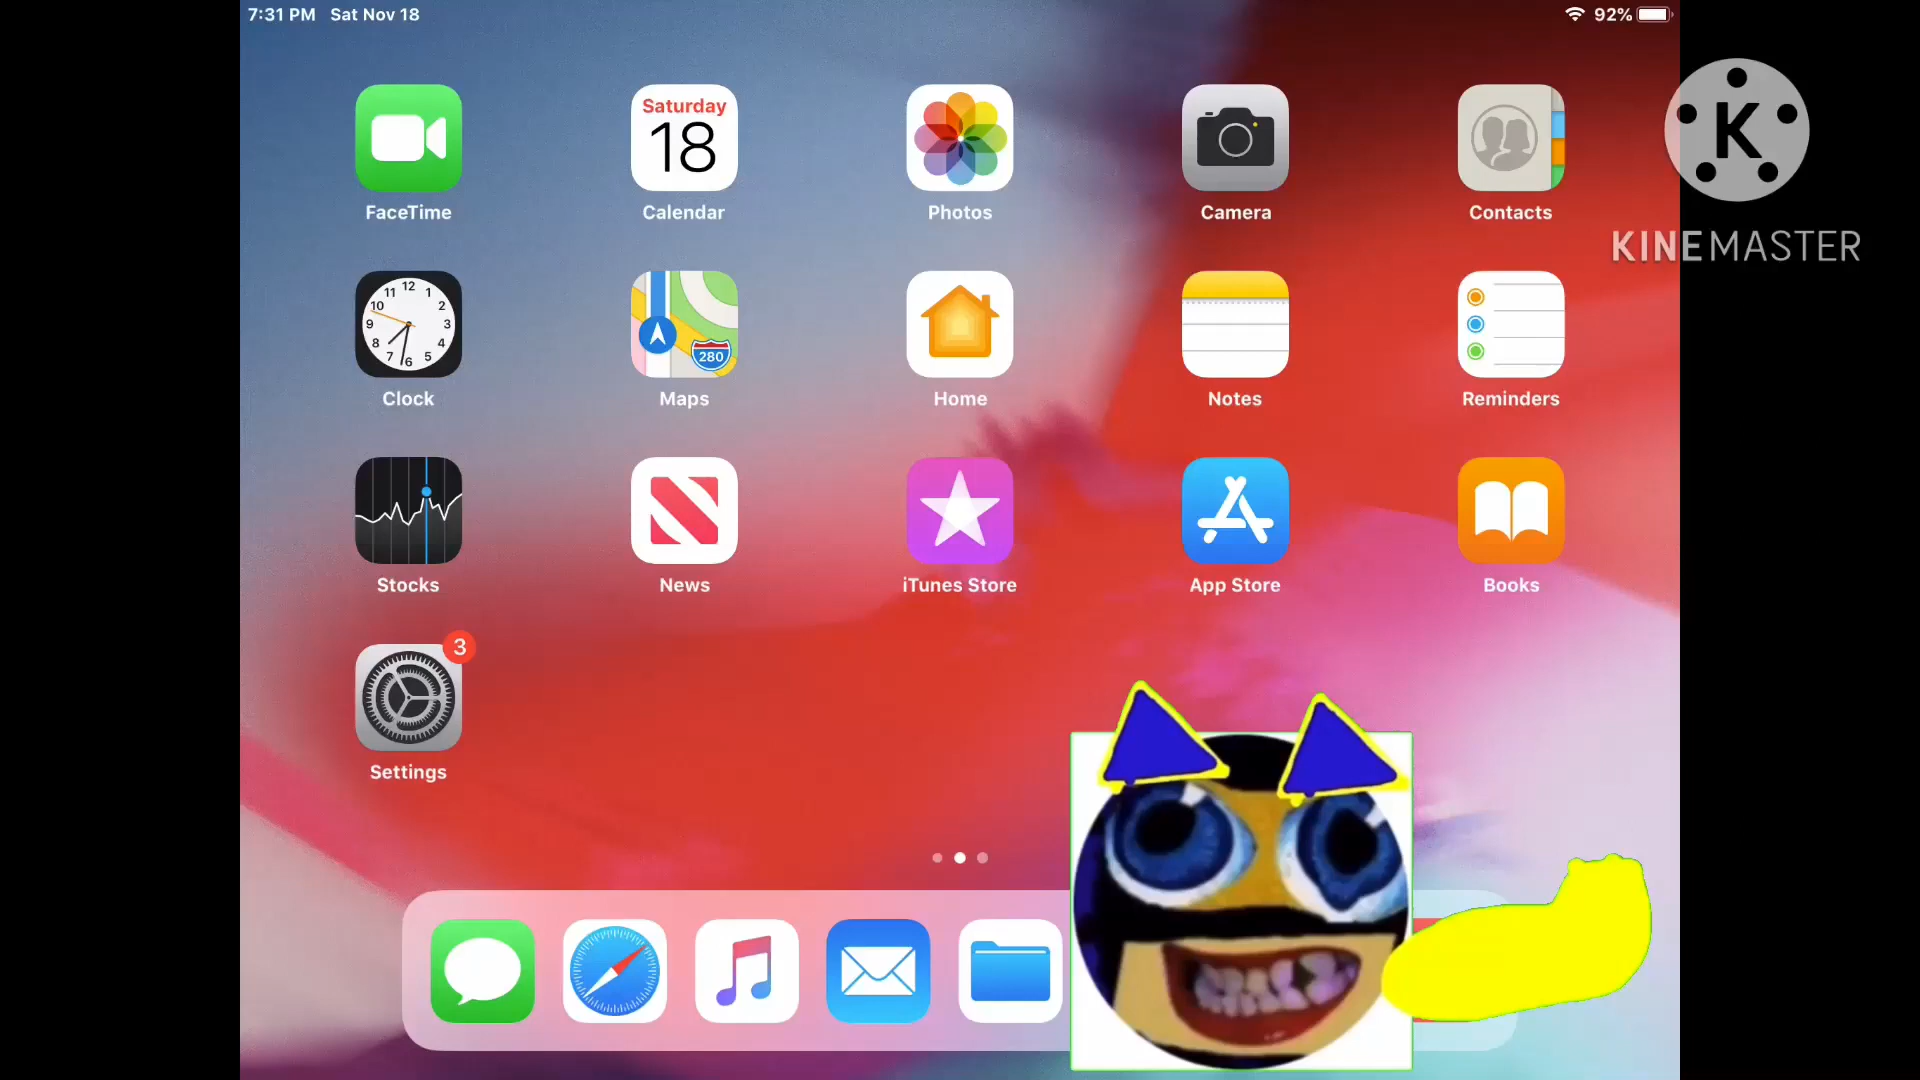 7:31 PM Sat Nov 18
92%
Saturday
18
FaceTime
Calendar
Photos
Camera
Contacts
K
KINEMASTER
12
11
1
10
2
9
3
8
4
7
5
6
280
Clock
Maps
Home
Notes
Reminders
Stocks
News
iTunes Store
App Store
Books
3
Settings